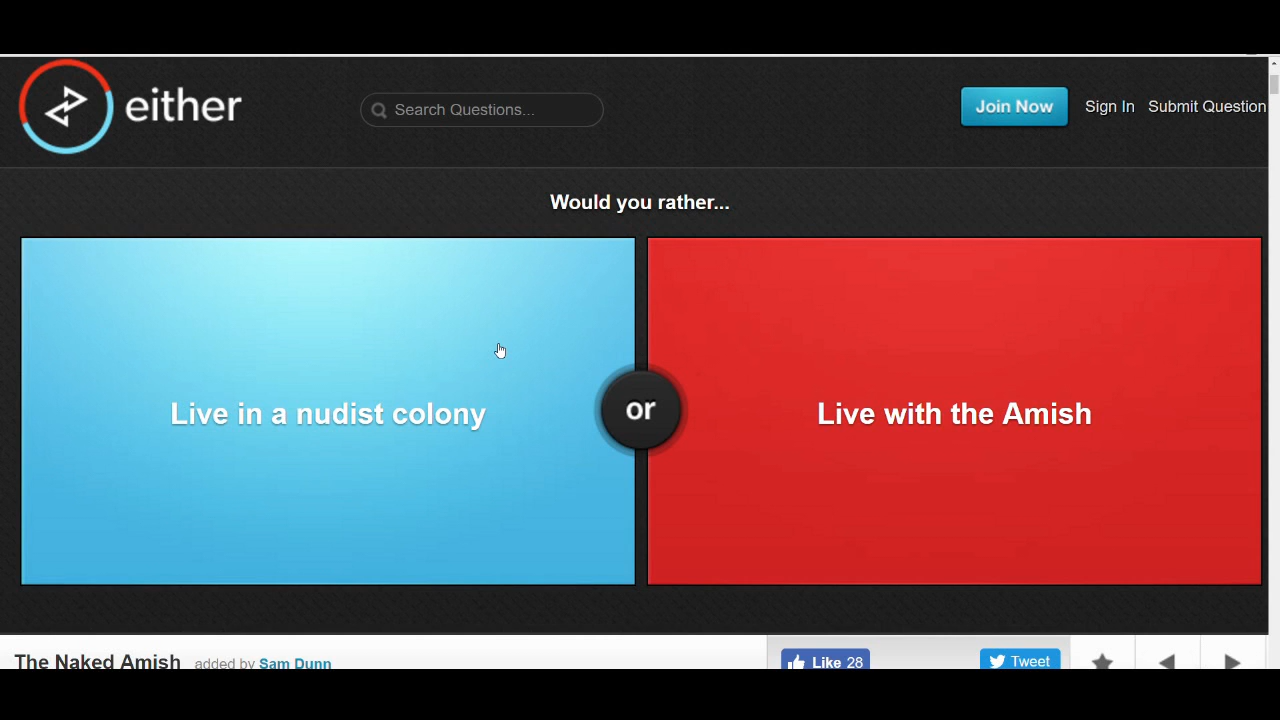 either
Search Questions...
Join Now
Sign In
Submit Question
Would you rather...
Live in a nudist colony
or
Live with the Amish
The Naked Amish added by Sam Dunn
Like 28
Tweet